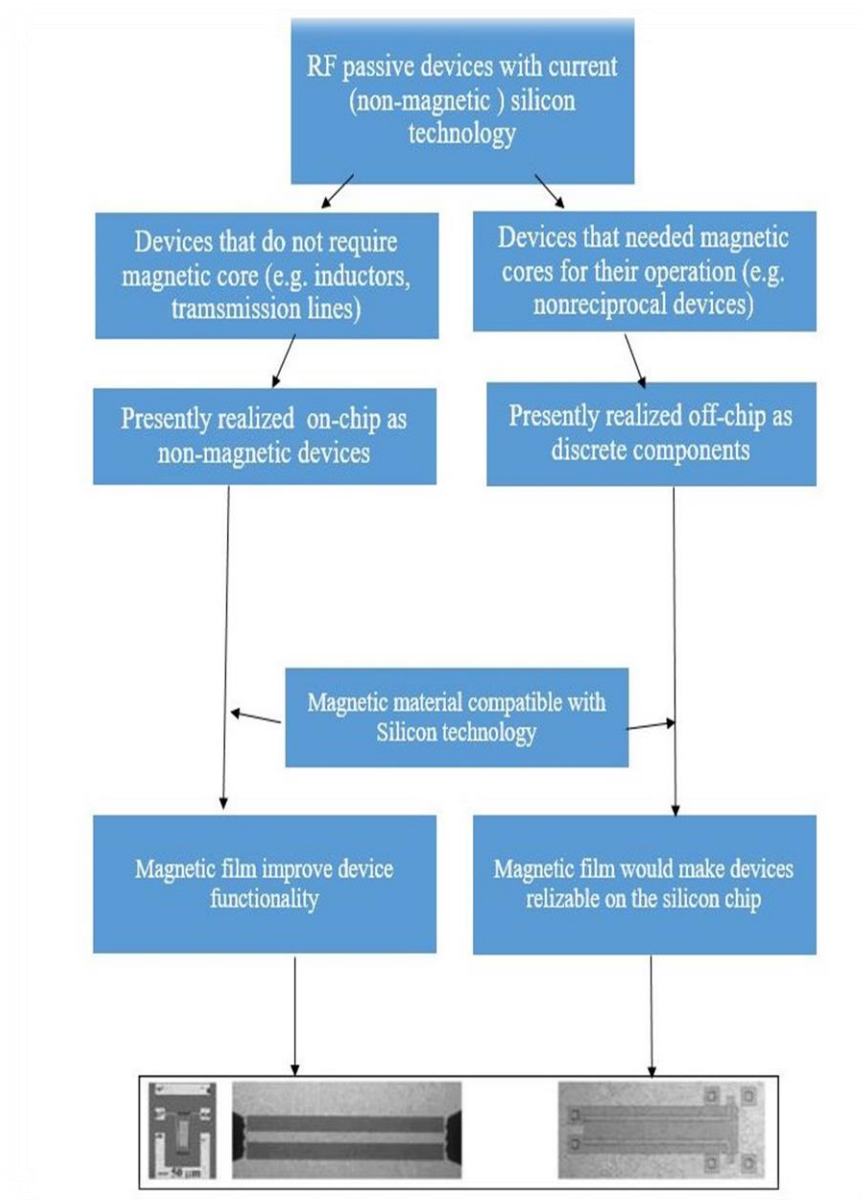 RF passive devices with current
(non-magnetic ) silicon
technology
Devices that do not require
magnetic core (e.g. inductors,
tramsmission lines)
Devices that needed magnetic
cores for their operation (e.g.
nonreciprocal devices)
Presently realized on-chip as
non-magnetic devices
Presently realized off-chip as
discrete components
Magnetic material compatible with
Silicon technology
Magnetic film improve device
functionality
Magnetic film would make devices
relizable on the silicon chip
50 μm